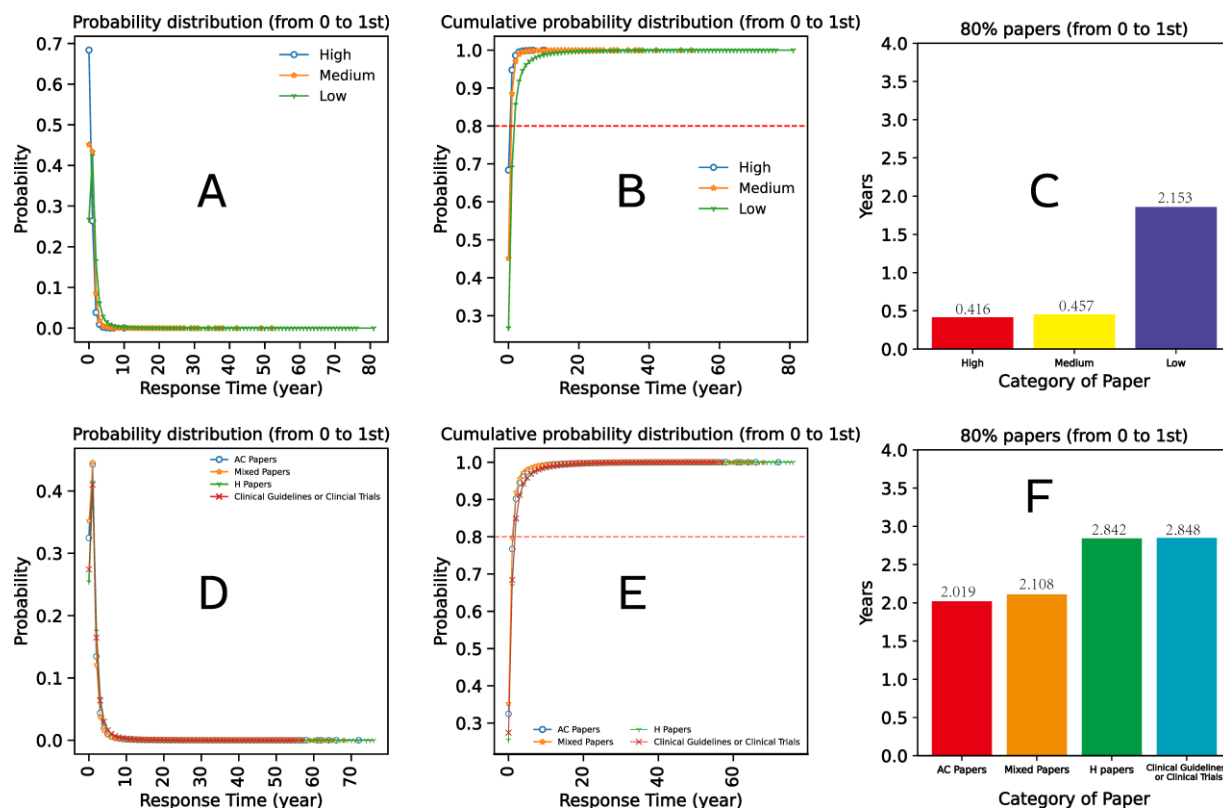 Probability distribution (from 0 to 1st)
0.7
0.6
0.5
0.4
0.3
0.2
0.1
0.0
Probability
High
Medium
Low
A
0
10
20
30
40
50
60
70
80
Response Time (year)
Cumulative probability distribution (from 0 to 1st)
1.0
0.9
0.8
0.7
0.6
0.5
0.4
0.3
Probability
High
Medium
Low
B
0
10
20
30
40
50
60
70
80
Response Time (year)
80% papers (from 0 to 1st)
4.0
3.5
3.0
2.5
2.0
1.5
1.0
0.5
0.0
Years
C
0.416
0.457
2.153
High
Medium
Low
Category of Paper
Probability distribution (from 0 to 1st)
0.4
0.3
0.2
0.1
0.0
Probability
AC Papers
Mixed Papers
H Papers
Clinical Guidelines or Clincial Trials
D
0
10
20
30
40
50
60
70
Response Time (year)
Cumulative probability distribution (from 0 to 1st)
1.0
0.9
0.8
0.7
0.6
0.5
0.4
0.3
Probability
E
AC Papers
Mixed Papers
H Papers
Clinical Guidelines or Clinical Trials
0
20
40
60
Response Time (year)
80% papers (from 0 to 1st)
4.0
3.5
3.0
2.5
2.0
1.5
1.0
0.5
0.0
Years
F
2.019
2.108
2.842
2.848
AC Papers
Mixed Papers
H papers
Clinical Guidelines
or Clinical Trials
Category of Paper